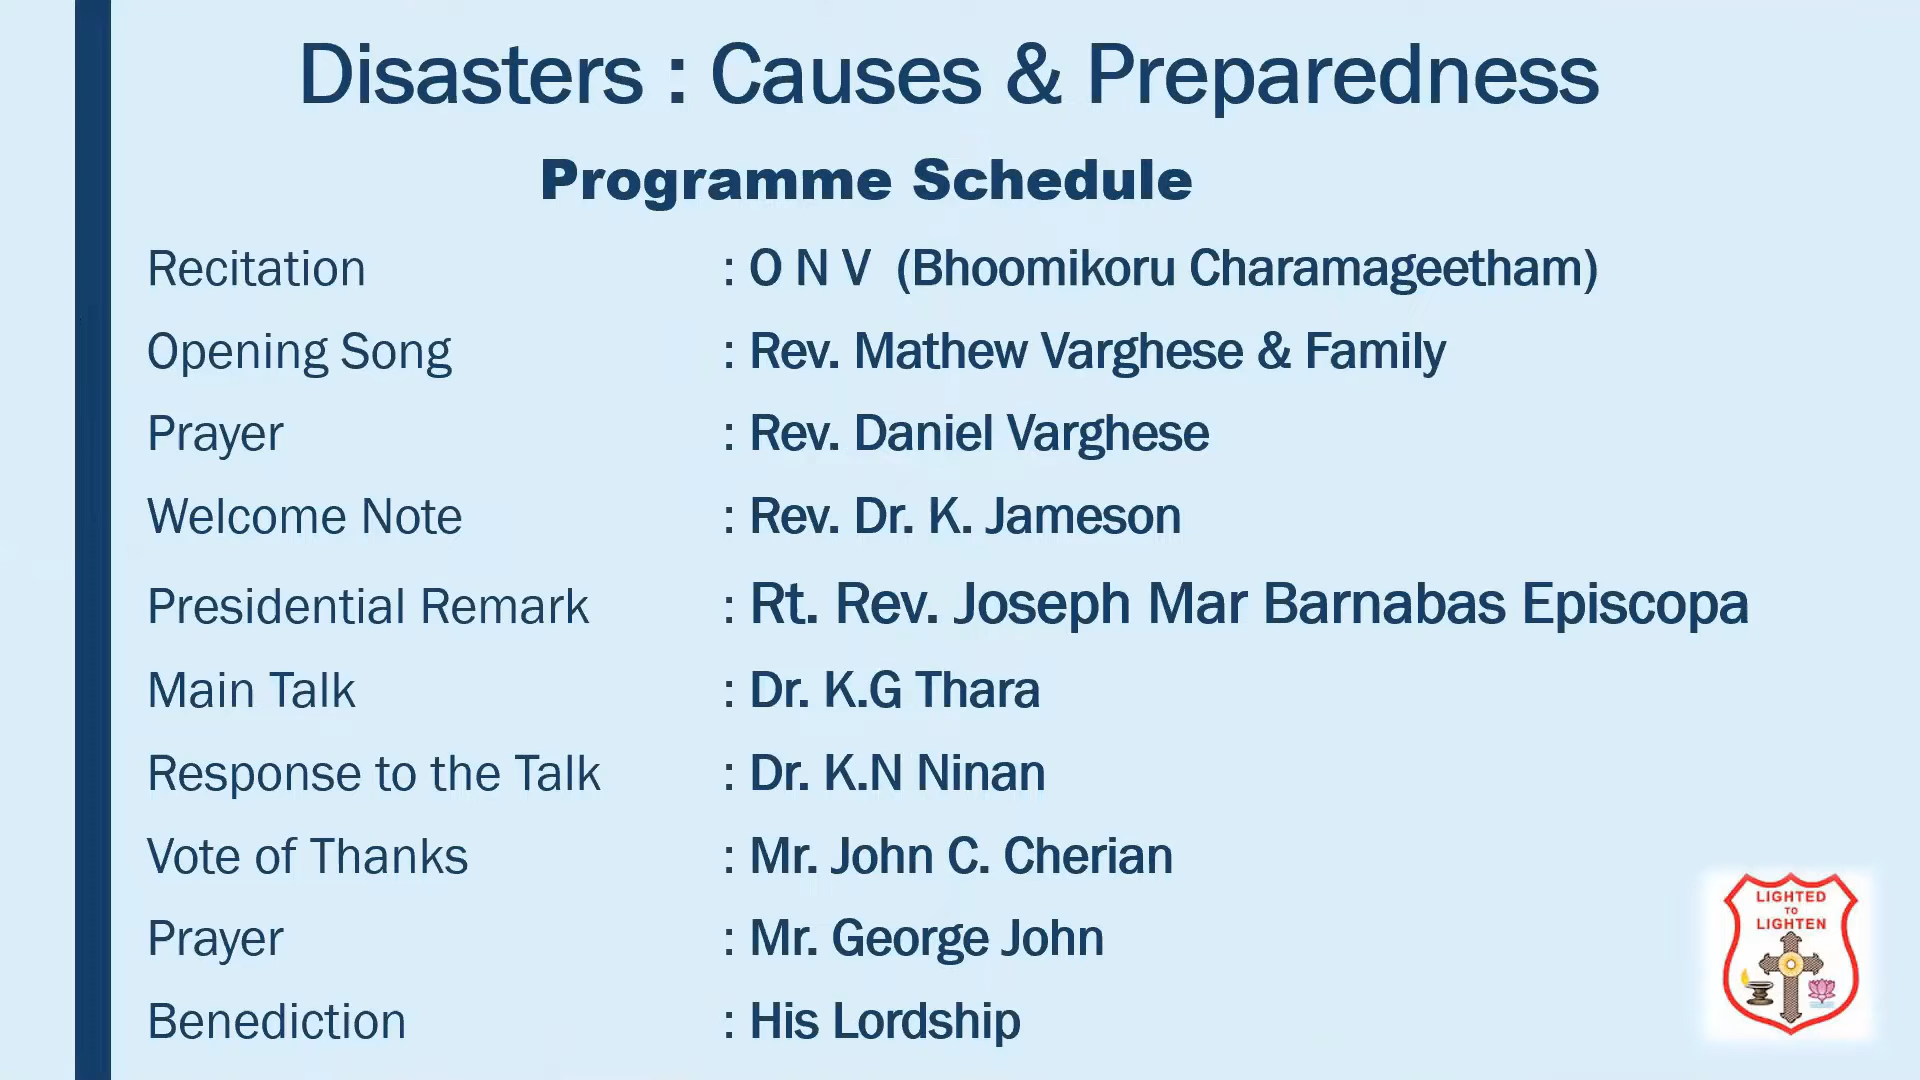 Disasters : Causes & Preparedness
Programme Schedule
Recitation : O N V (Bhoomikoru Charamageetham)
Opening Song : Rev. Mathew Varghese & Family
Prayer : Rev. Daniel Varghese
Welcome Note : Rev. Dr. K. Jameson
Presidential Remark : Rt. Rev. Joseph Mar Barnabas Episcopa
Main Talk : Dr. K.G Thara
Response to the Talk : Dr. K.N Ninan
Vote of Thanks : Mr. John C. Cherian
Prayer : Mr. George John
Benediction : His Lordship
LIGHTED
TO
LIGHTEN